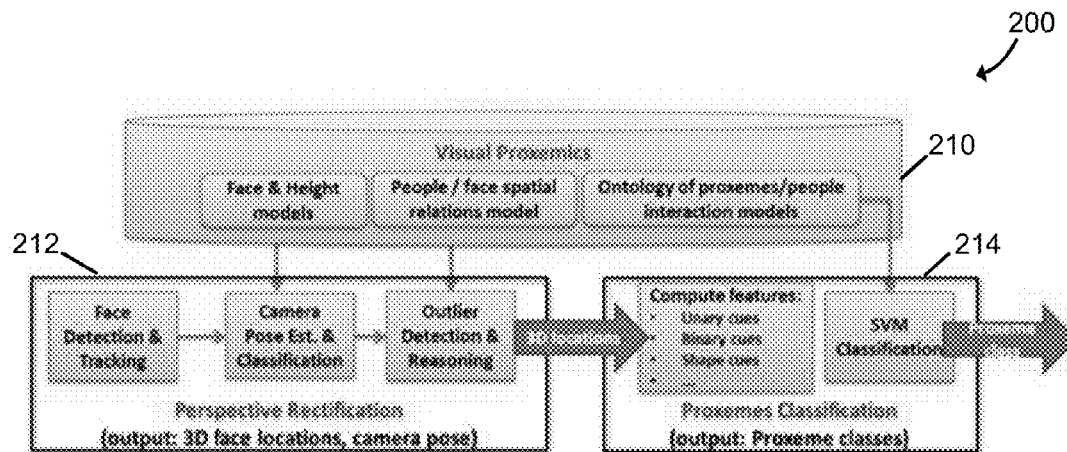 200
210
Visual Proxemics
Face & Height
models
People / face spatial
relations model
Ontology of proxemes/people
interaction models
212
214
Face
Detection &
Tracking
Camera
Pose Est. &
Classification
Outlier
Detection &
Reasoning
Perspective Rectification
(output: 3D face locations, camera pose)
Compute features:
• Unary cues
• Binary cues
• Shape cues
• ...
SVM
Classification
Proxemes Classification
(output: Proxeme classes)